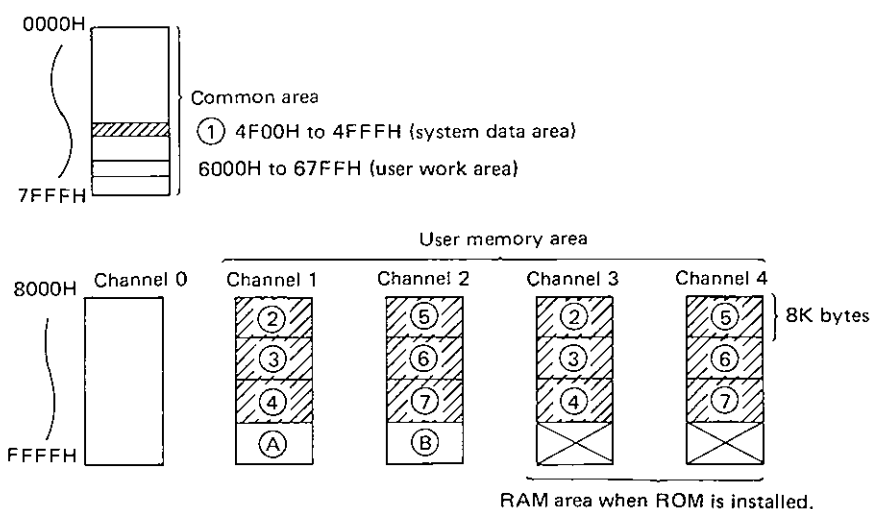 0000H
Common area
① 4F00H to 4FFFH (system data area)
6000H to 67FFH (user work area)
7FFFH
User memory area
8000H Channel 0 Channel 1 Channel 2 Channel 3 Channel 4
② ⑤ ② ⑤ 8K bytes
③ ⑥ ③ ⑥
④ ⑦ ④ ⑦
FFFFH Ⓐ Ⓑ
RAM area when ROM is installed.